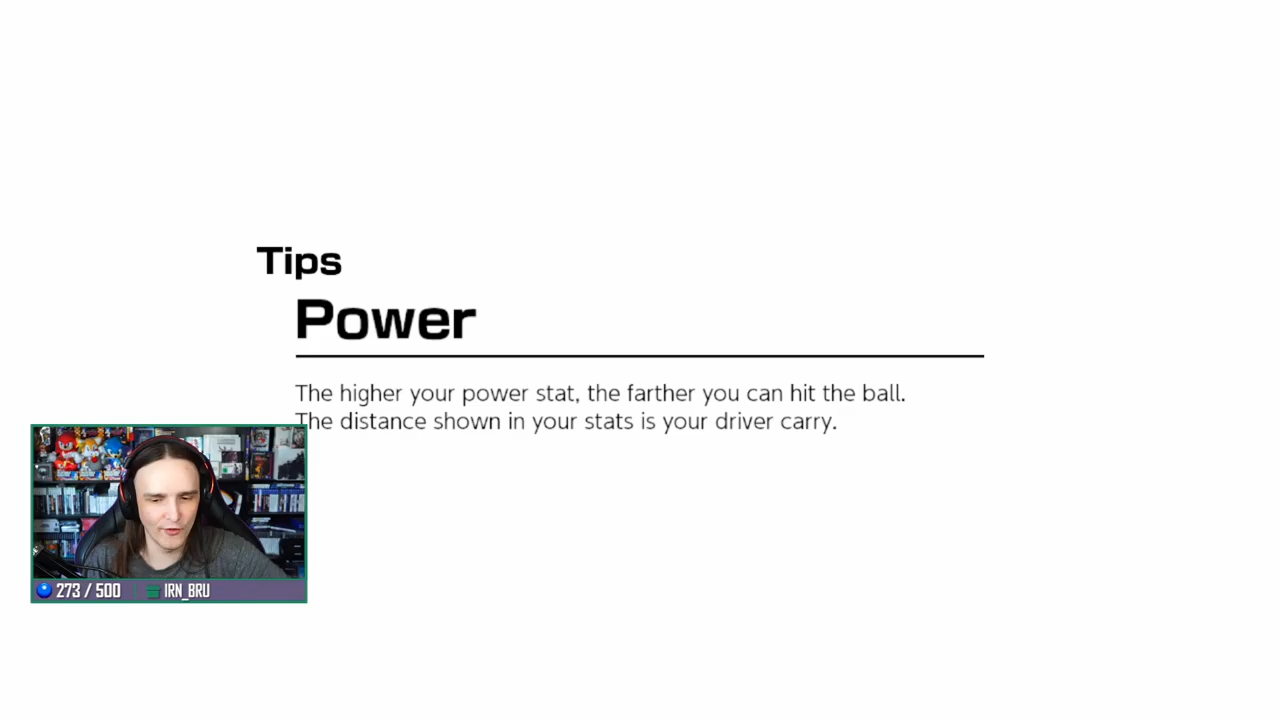 Tips
Power
The higher your power stat, the farther you can hit the ball.
The distance shown in your stats is your driver carry.
273 / 500
IRN_BRU